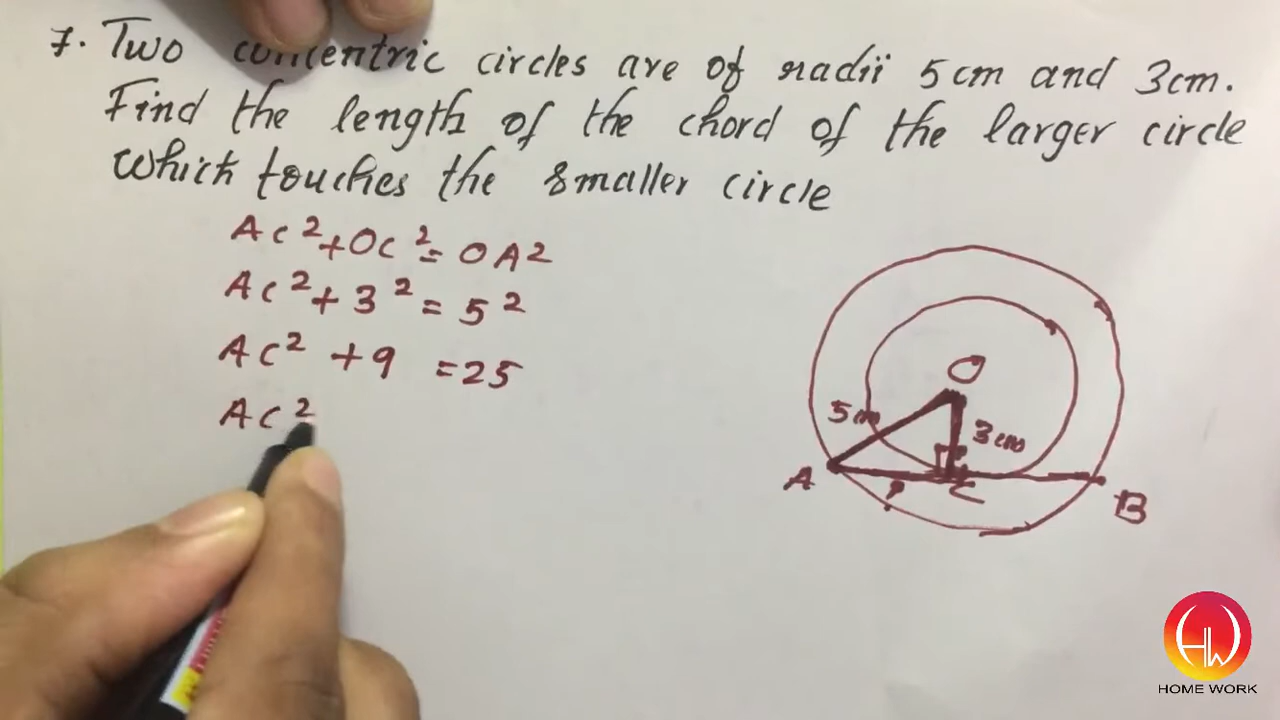 7. Two concentric circles are of radii 5cm and 3cm.
Find the length of the chord of the larger circle
which touches the smaller circle
AC²+OC²=OA²
AC²+3²=5²
AC²+9=25
AC²
O
5cm
3cm
A
?
C
B
HW
HOME WORK